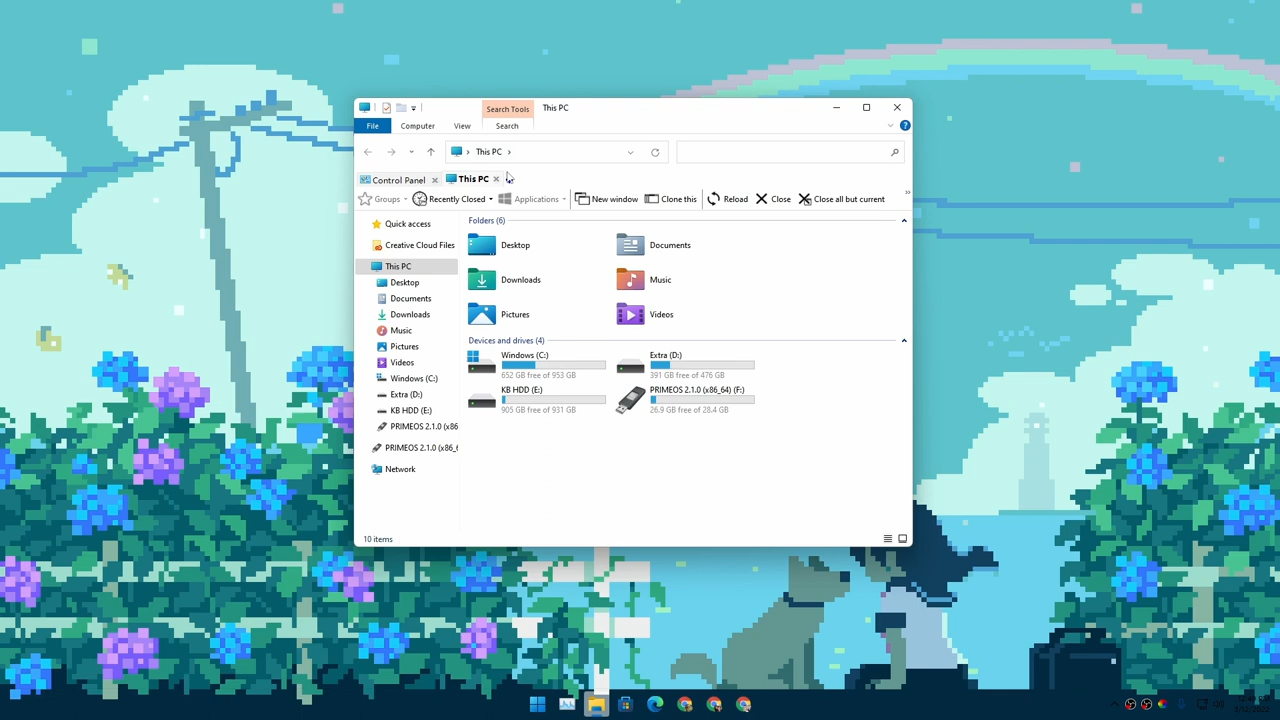 Search Tools This PC
File Computer View Search
This PC
Control Panel This PC
Groups Recently Closed Applications New window Clone this Reload Close Close all but current
Quick access
Creative Cloud Files
This PC
Desktop
Documents
Downloads
Music
Pictures
Videos
Windows (C:)
Extra (D:)
KB HDD (E:)
PRIMEOS 2.1.0 (x86
PRIMEOS 2.1.0 (x86_6
Network
Folders (6)
Desktop
Documents
Downloads
Music
Pictures
Videos
Devices and drives (4)
Windows (C:)
652 GB free of 953 GB
Extra (D:)
391 GB free of 476 GB
KB HDD (E:)
905 GB free of 931 GB
PRIMEOS 2.1.0 (x86_64) (F:)
26.9 GB free of 28.4 GB
10 items